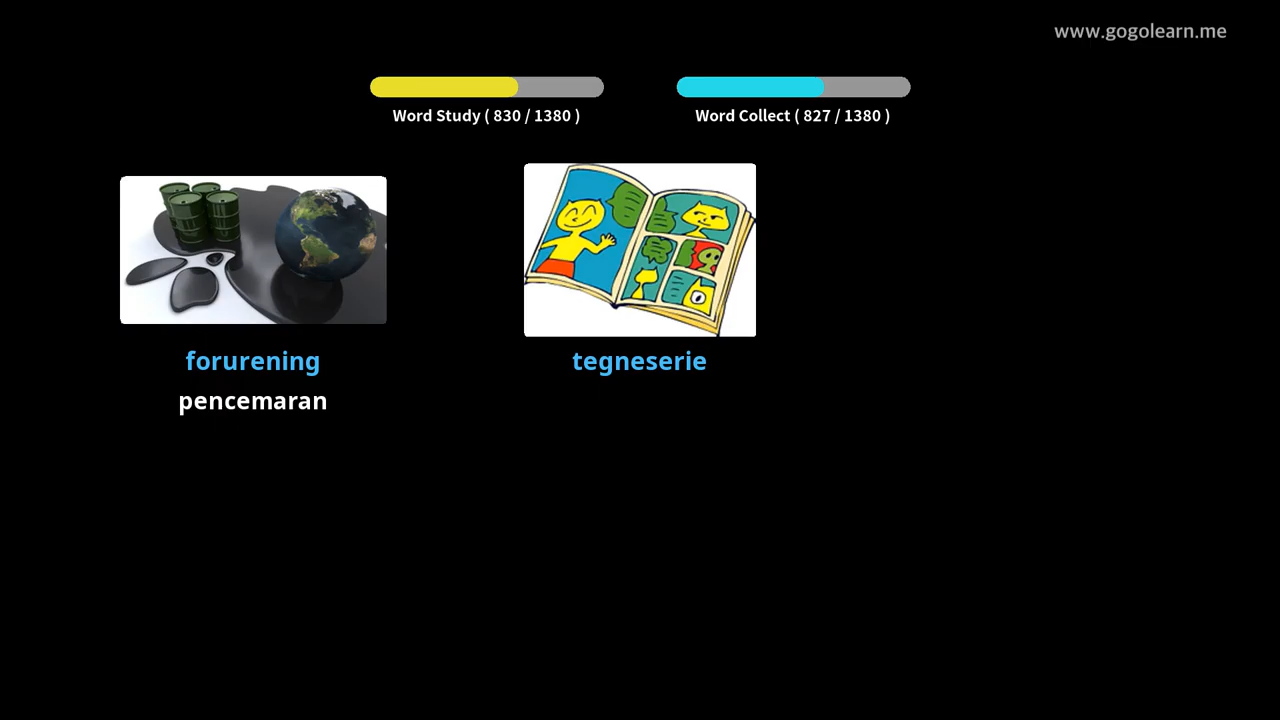 www.gogolearn.me
Word Study ( 830 / 1380 )
Word Collect ( 827 / 1380 )
forurening
pencemaran
tegneserie